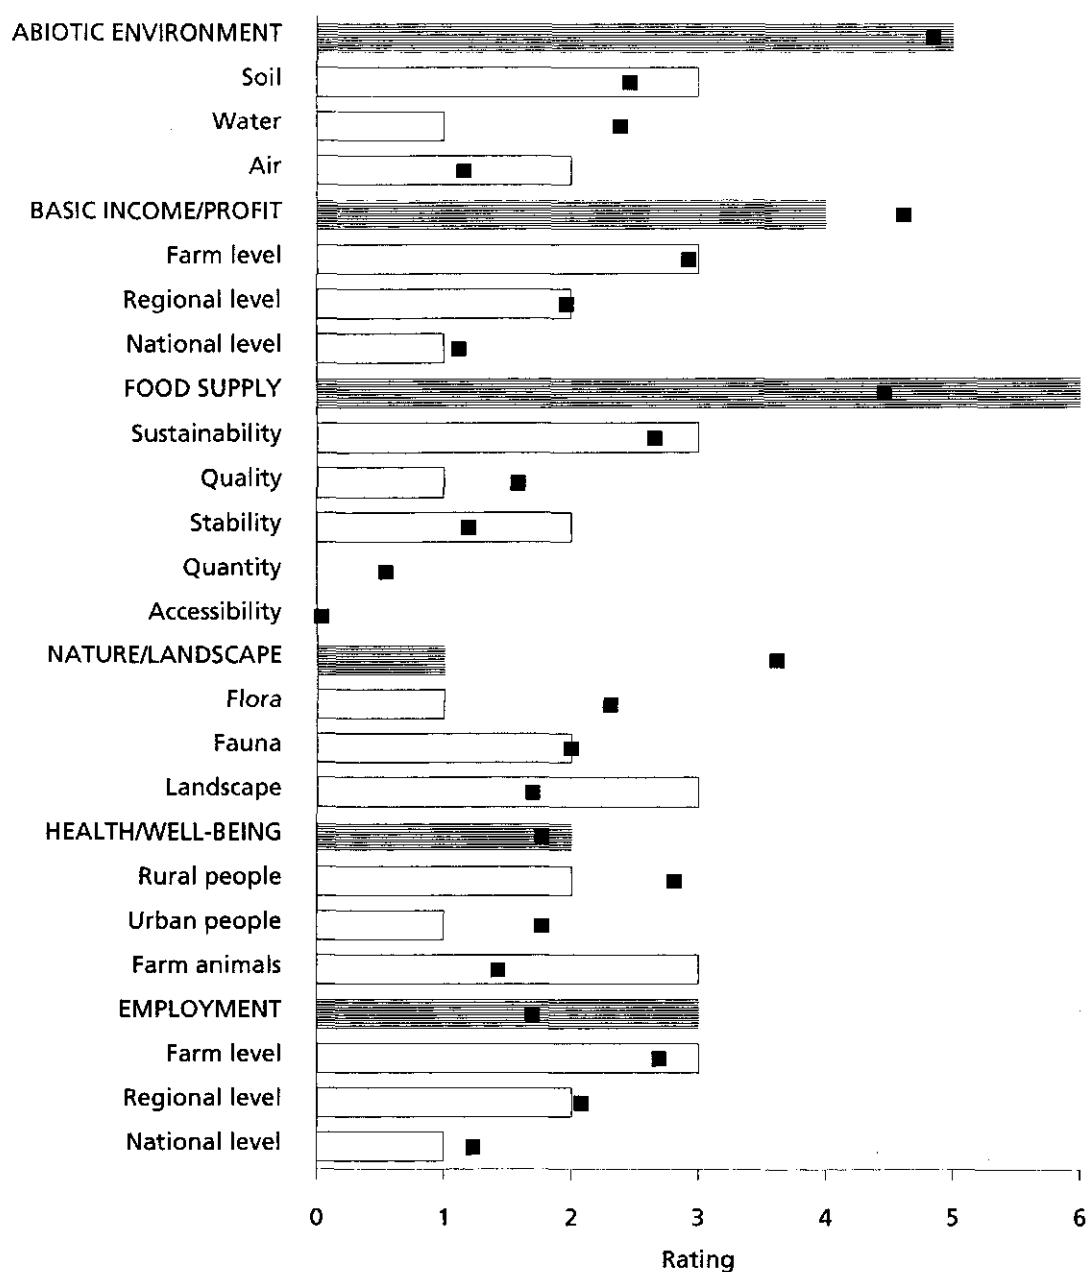 ABIOTIC ENVIRONMENT
Soil
Water
Air
BASIC INCOME/PROFIT
Farm level
Regional level
National level
FOOD SUPPLY
Sustainability
Quality
Stability
Quantity
Accessibility
NATURE/LANDSCAPE
Flora
Fauna
Landscape
HEALTH/WELL-BEING
Rural people
Urban people
Farm animals
EMPLOYMENT
Farm level
Regional level
National level
0 1 2 3 4 5 6
Rating